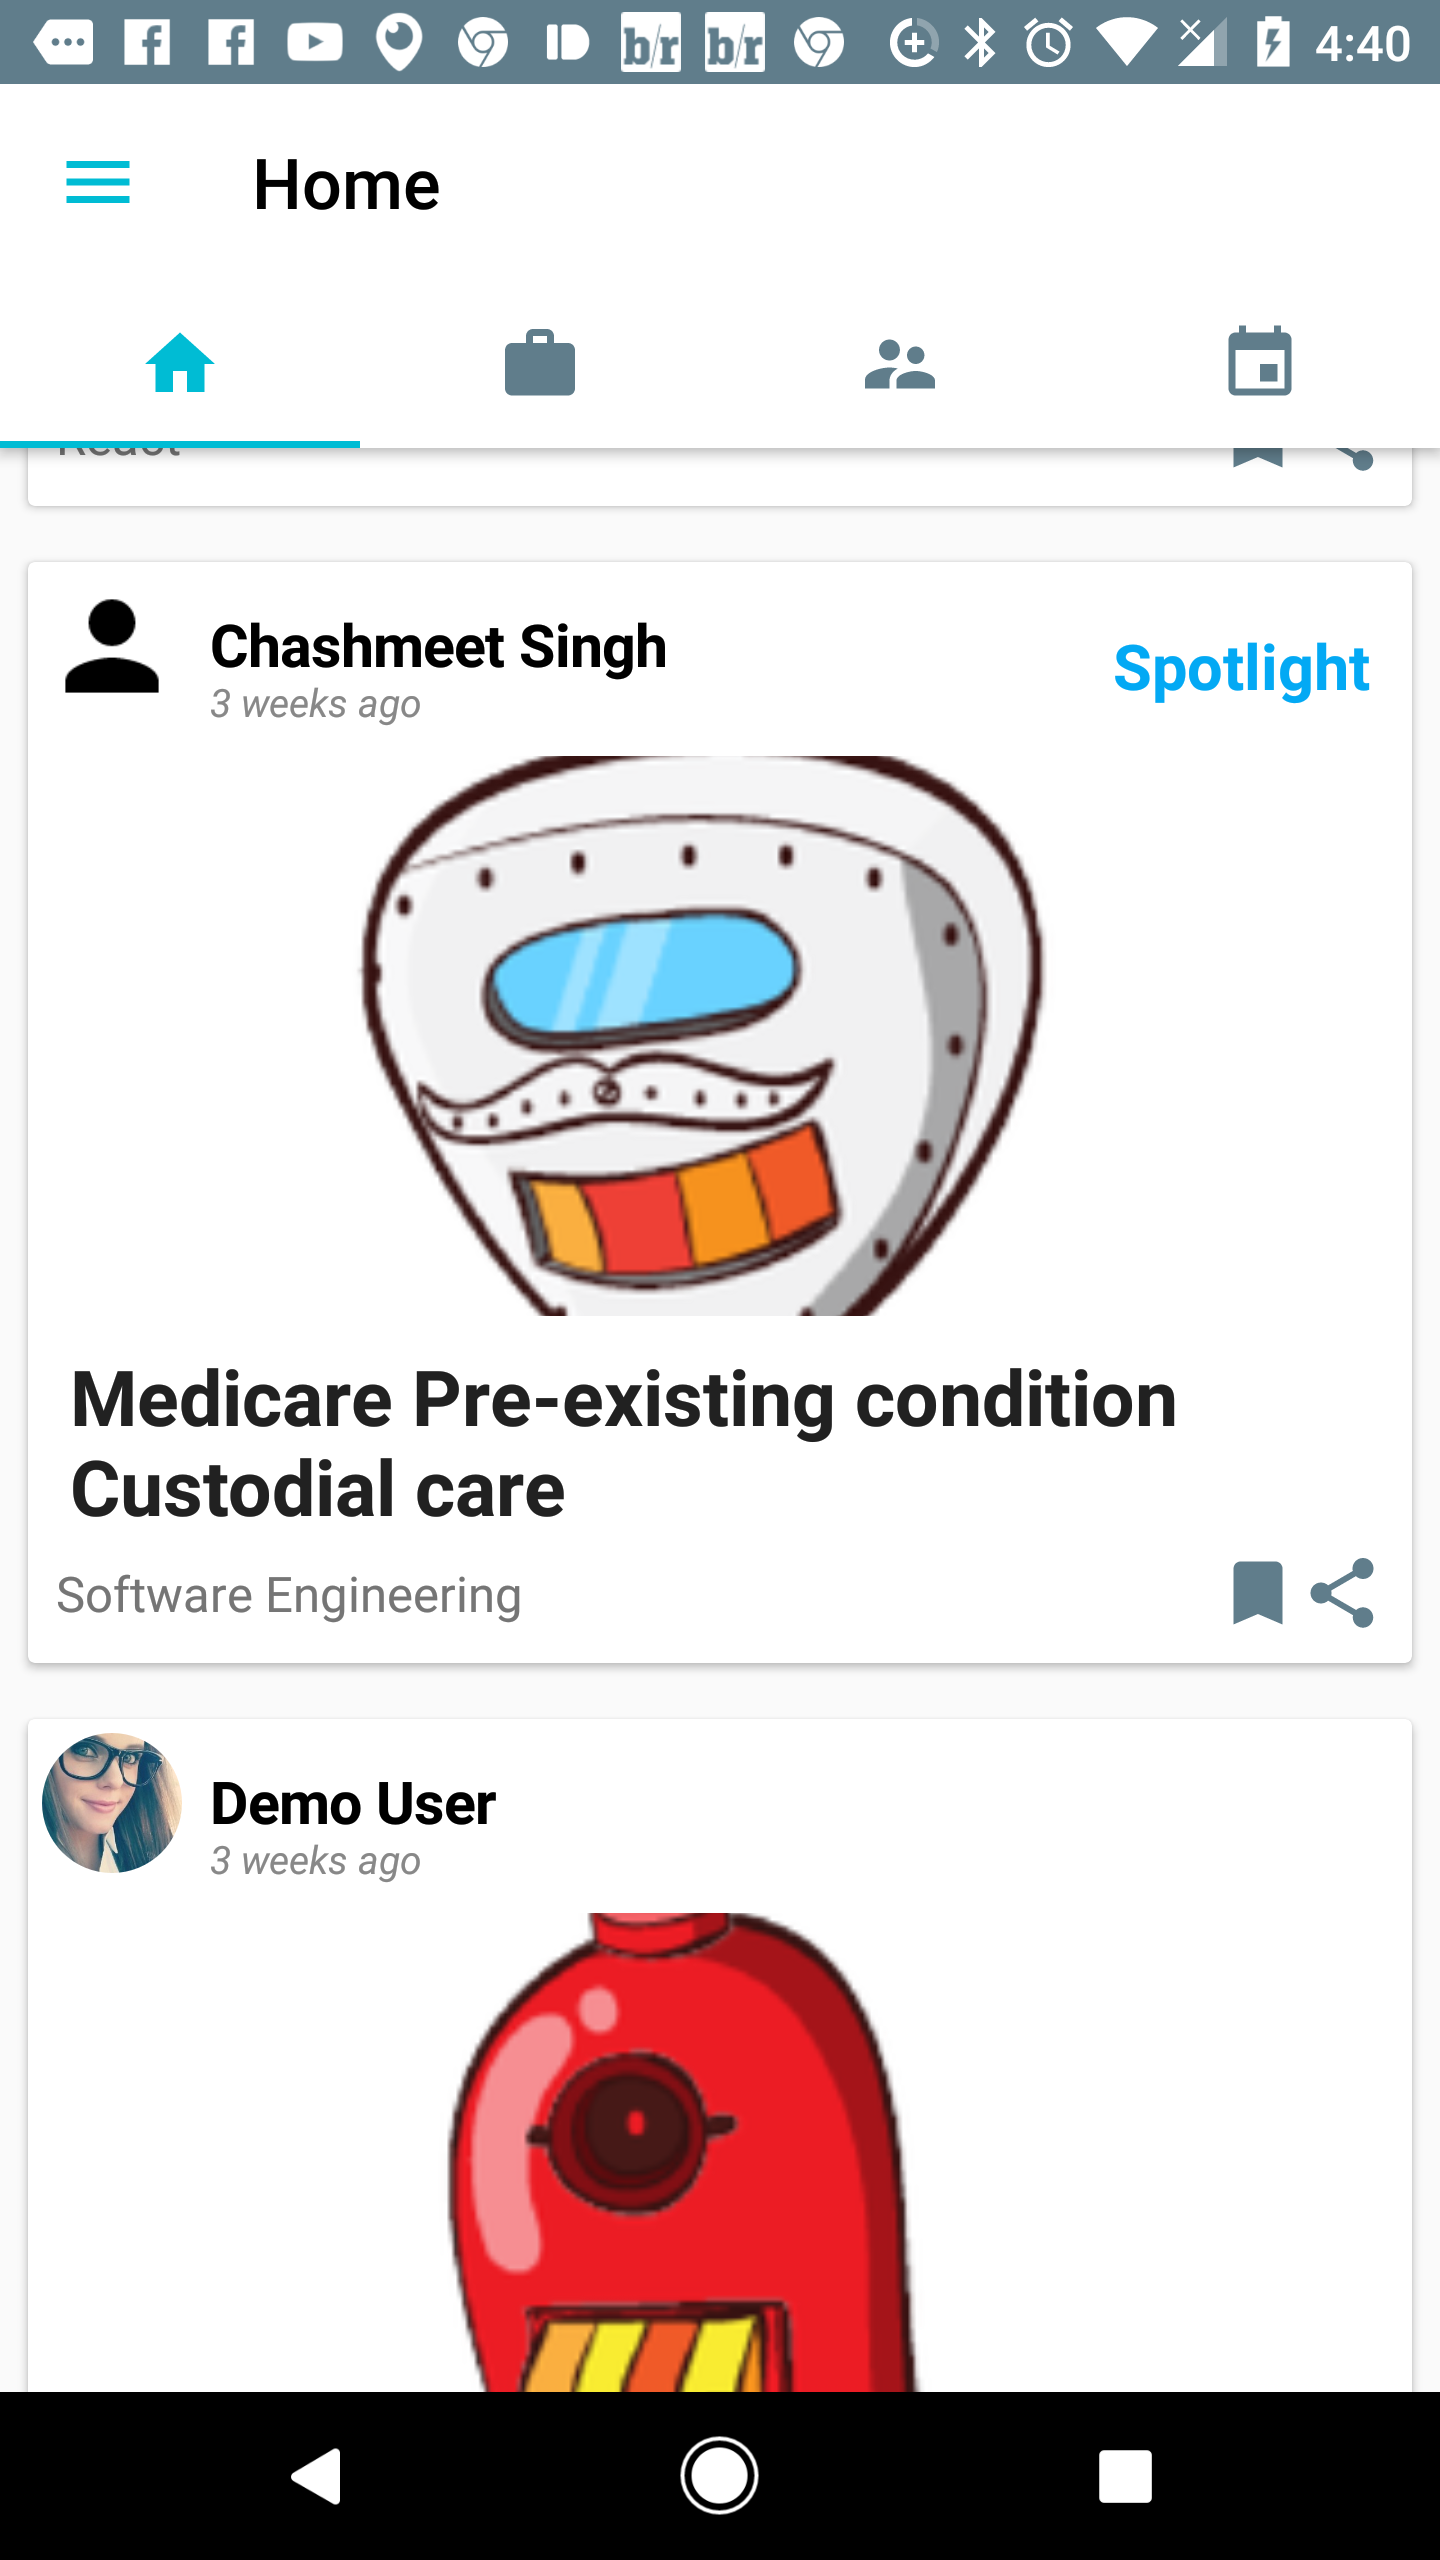 4:40
Home
React
Chashmeet Singh
3 weeks ago
Spotlight
Medicare Pre-existing condition
Custodial care
Software Engineering
Demo User
3 weeks ago